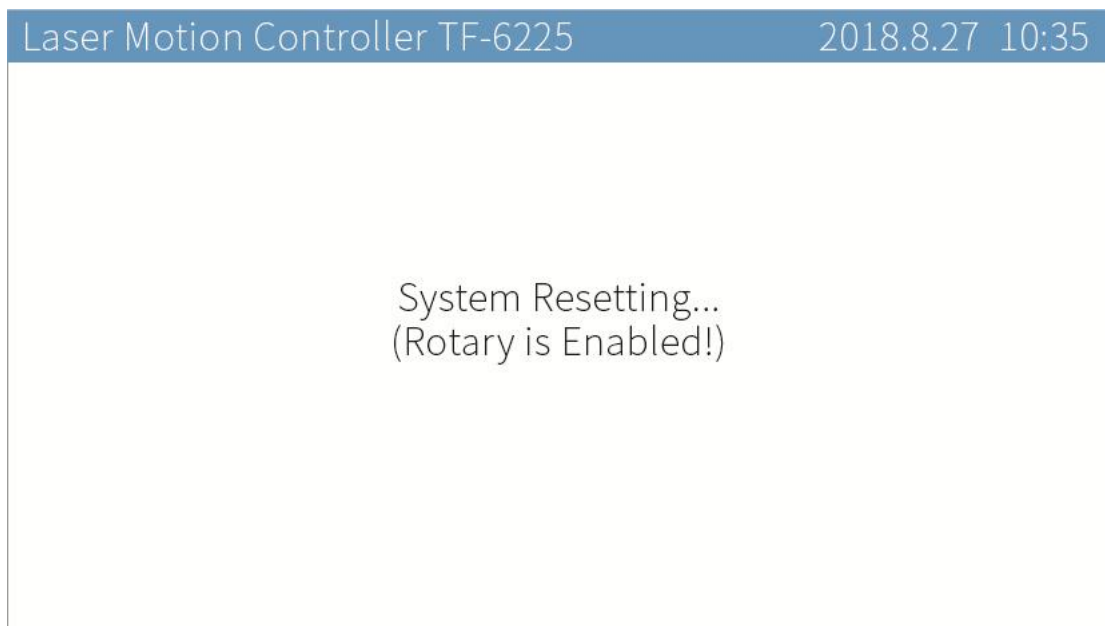 Laser Motion Controller TF-6225 2018.8.27 10:35
System Resetting...
(Rotary is Enabled!)